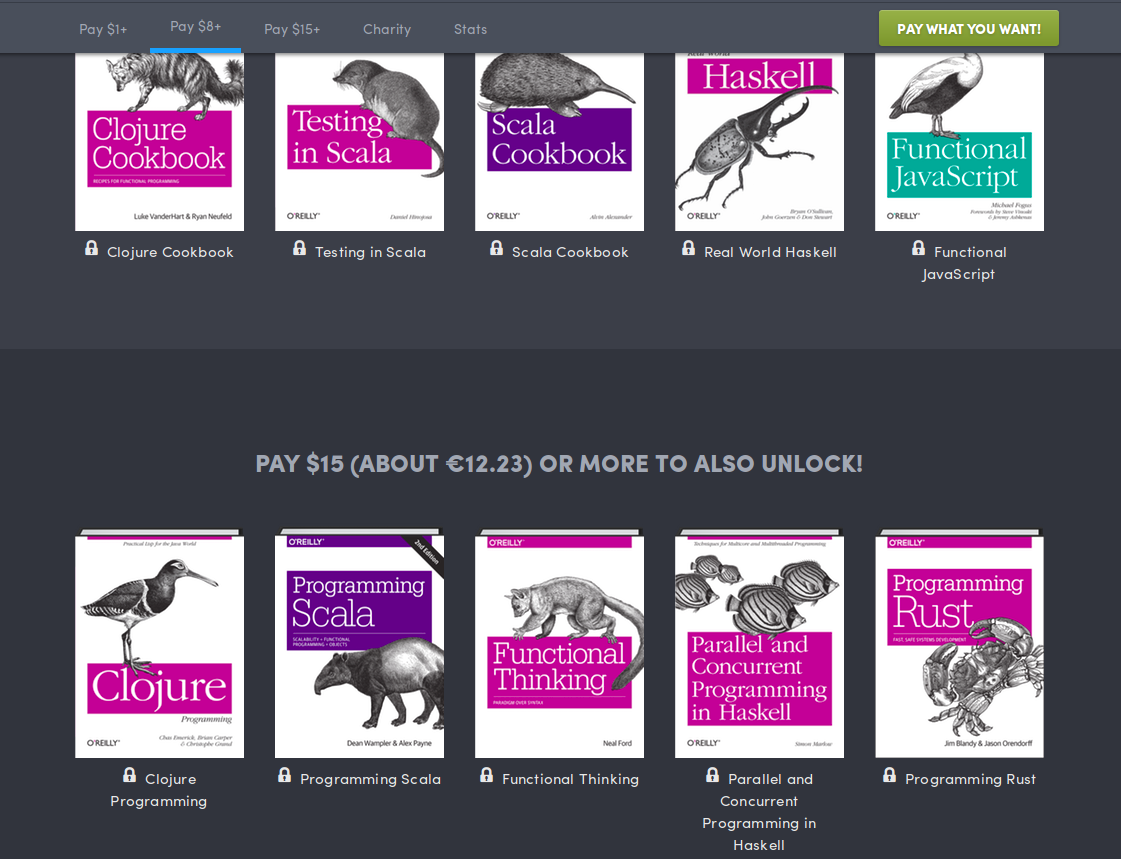 Pay $1+ Pay $8+ Pay $15+ Charity Stats PAY WHAT YOU WANT!
Clojure
Cookbook
RECIPES FOR FUNCTIONAL PROGRAMMING
Luke VanderHart & Ryan Neufeld
Testing
in Scala
O'REILLY® Daniel Hinojosa
Scala
Cookbook
O'REILLY® Alvin Alexander
Real World
Haskell
O'REILLY® Bryan O'Sullivan,
John Goerzen & Don Stewart
Functional
JavaScript
Michael Fogus
O'REILLY® Forewords by Steve Vinoski
& Jeremy Ashkenas
Clojure Cookbook
Testing in Scala
Scala Cookbook
Real World Haskell
Functional
JavaScript
PAY $15 (ABOUT €12.23) OR MORE TO ALSO UNLOCK!
Practical Lisp for the Java World
Clojure
Programming
O'REILLY® Chas Emerick, Brian Carper
& Christophe Grand
O'REILLY®
2nd Edition
Programming
Scala
SCALABILITY = FUNCTIONAL
PROGRAMMING + OBJECTS
Dean Wampler & Alex Payne
O'REILLY®
Functional
Thinking
PARADIGM OVER SYNTAX
Neal Ford
Techniques for Multicore and Multithreaded Programming
Parallel and
Concurrent
Programming
in Haskell
O'REILLY® Simon Marlow
O'REILLY®
Programming
Rust
FAST, SAFE SYSTEMS DEVELOPMENT
Jim Blandy & Jason Orendorff
Clojure
Programming
Programming Scala
Functional Thinking
Parallel and
Concurrent
Programming in
Haskell
Programming Rust